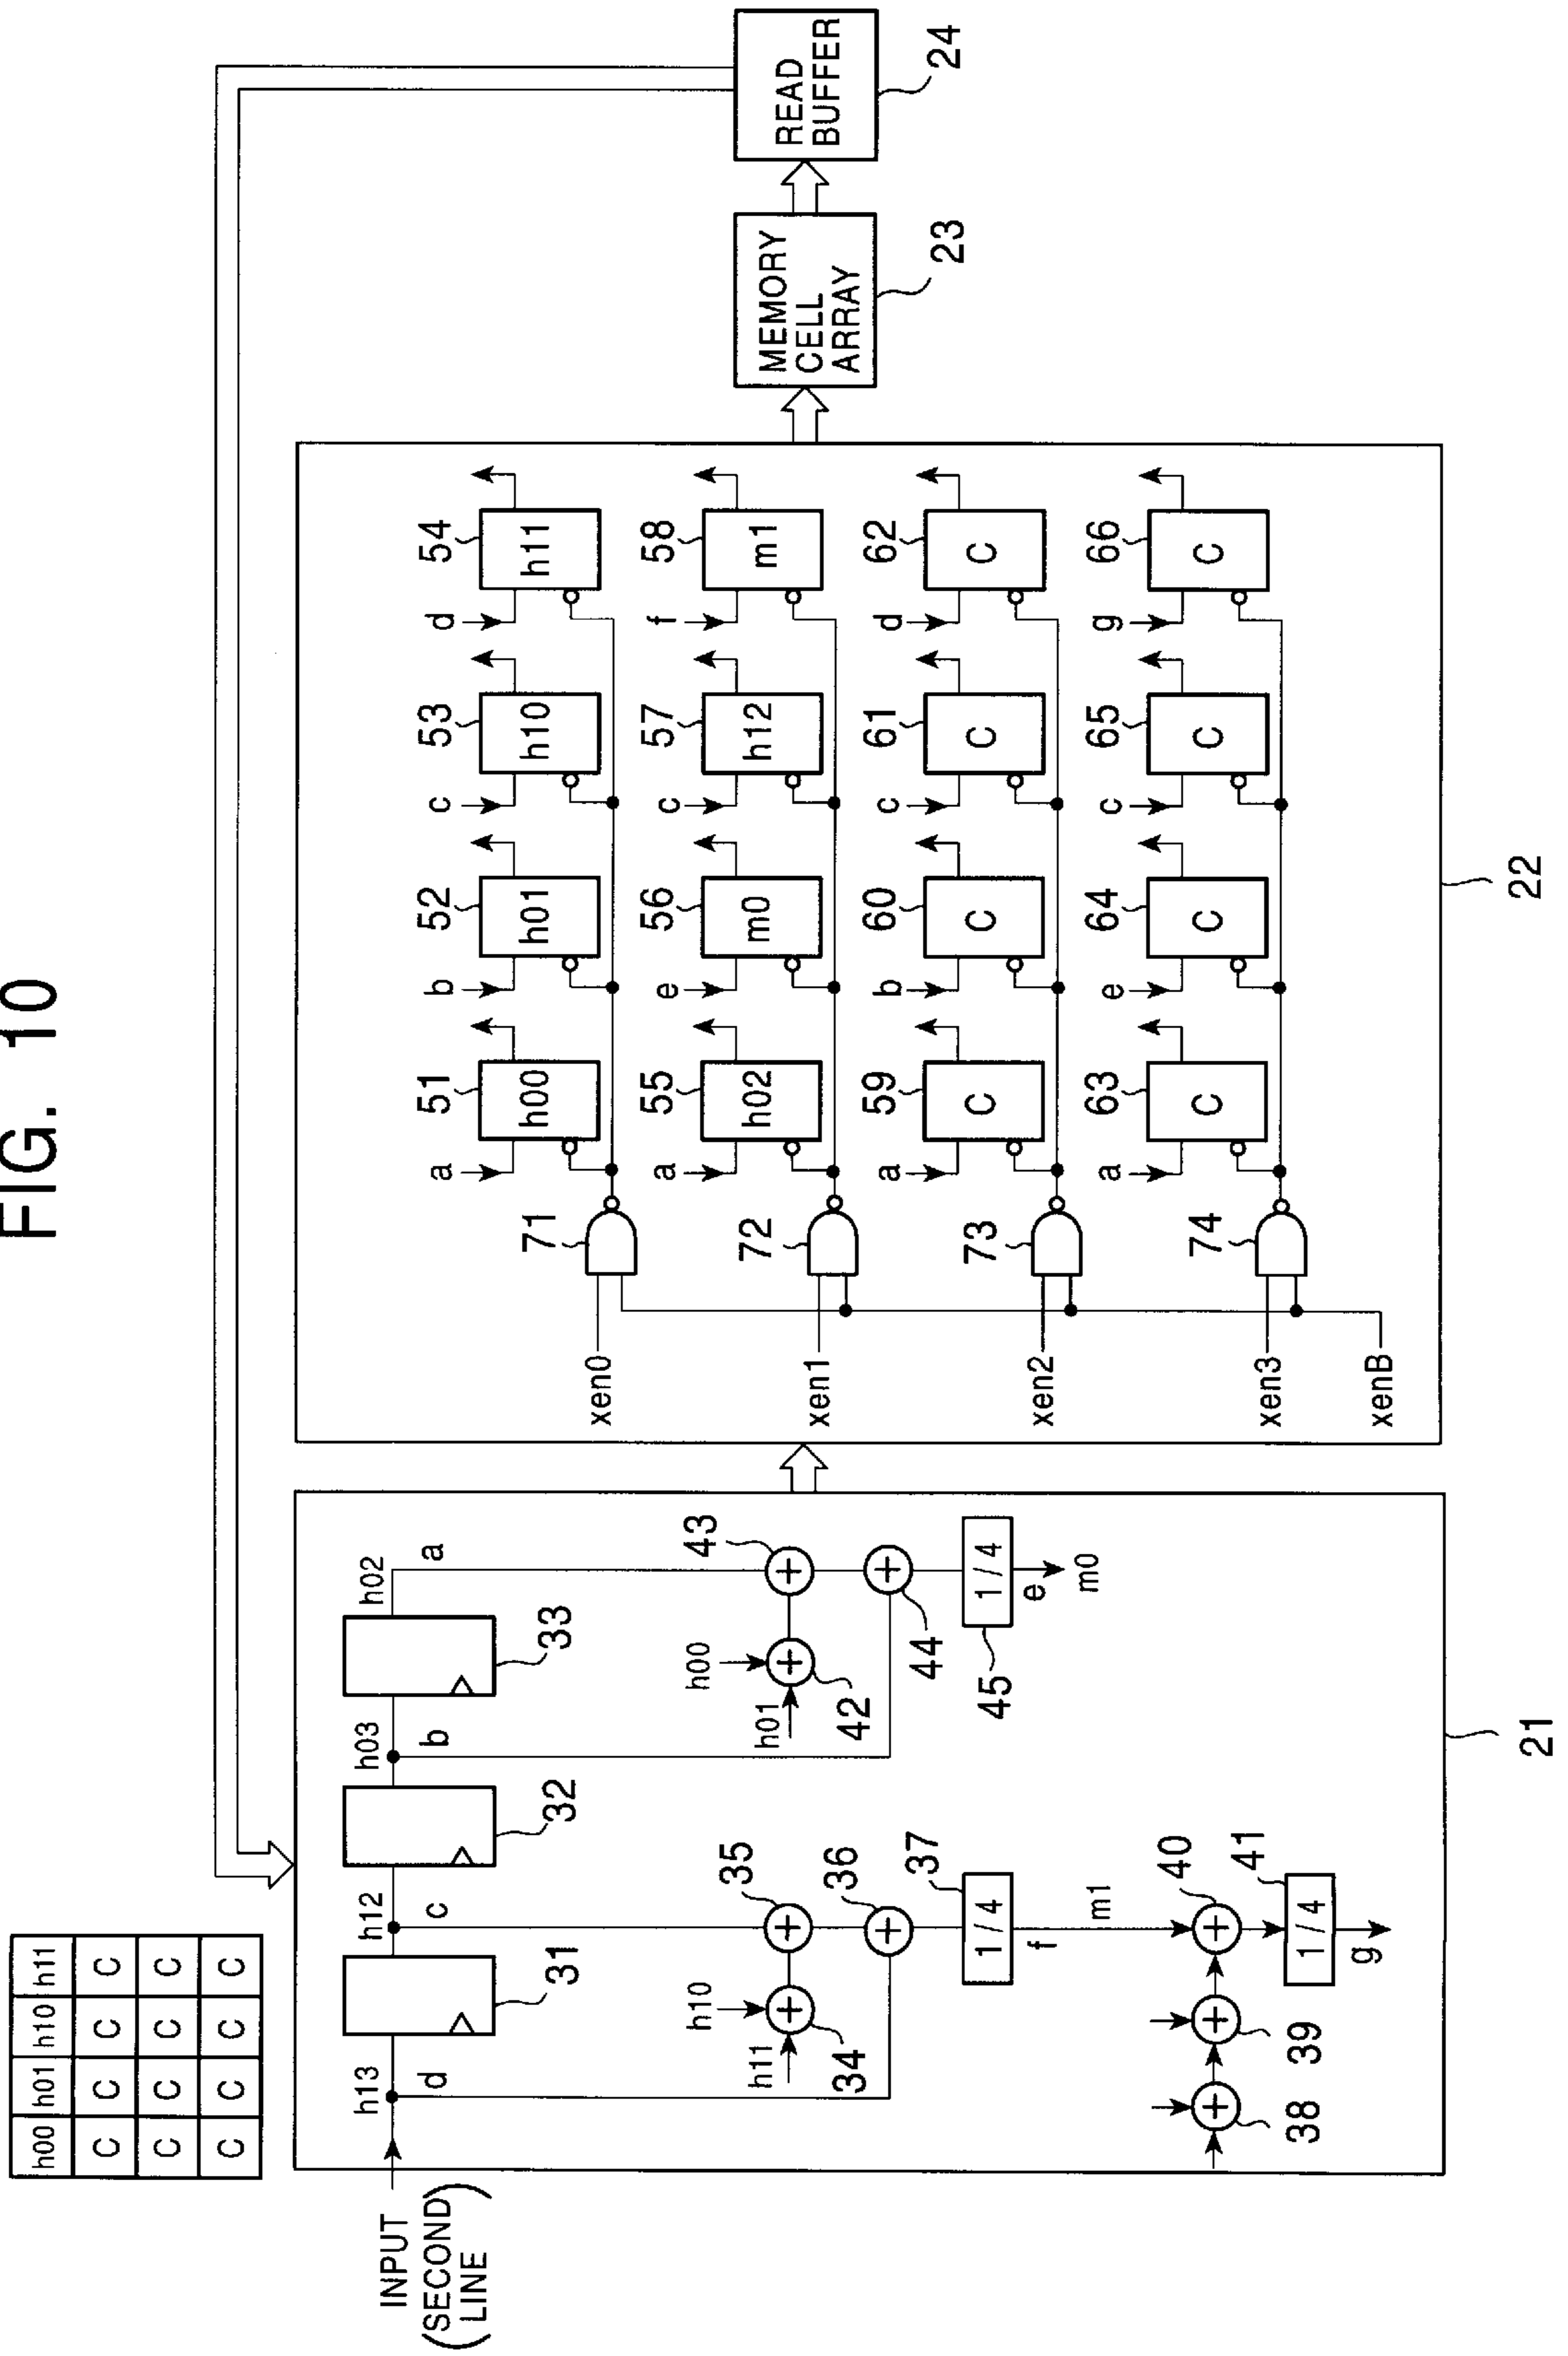 FIG. 10
h00 h01 h10 h11
C C C C
C C C C
C C C C
INPUT
(SECOND
LINE)
h13
h12
h03
h02
d
c
b
a
31
32
33
h11
h10
34
35
36
1/4
37
f
m1
h01
h00
42
43
44
1/4
45
e
m0
38
39
40
1/4
41
g
21
xen0
71
a
h00
51
b
h01
52
c
h10
53
d
h11
54
xen1
72
a
h02
55
e
m0
56
c
h12
57
f
m1
58
xen2
73
a
C
59
b
C
60
c
C
61
d
C
62
xen3
74
a
C
63
e
C
64
c
C
65
g
C
66
xenB
22
MEMORY
CELL
ARRAY
23
READ
BUFFER
24